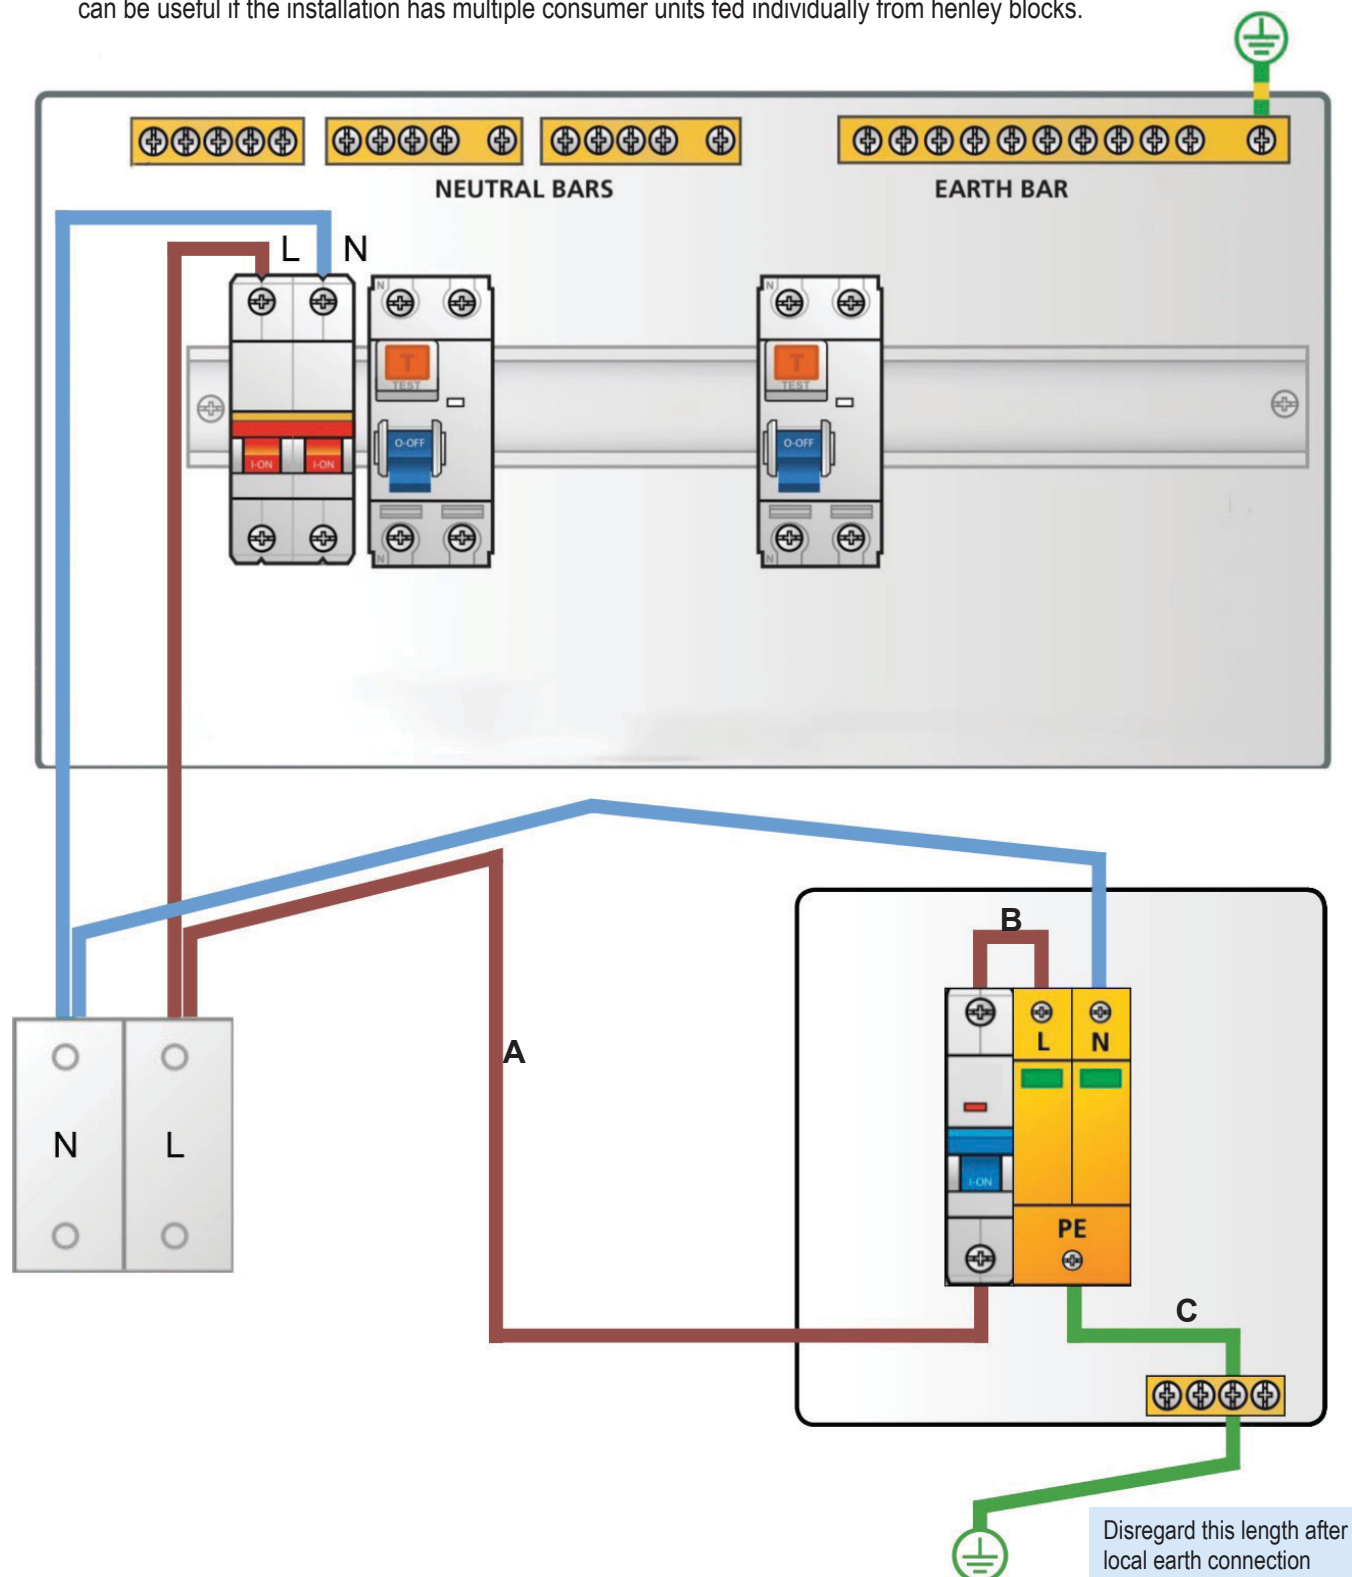 can be useful if the installation has multiple consumer units fed individually from henley blocks.
NEUTRAL BARS
EARTH BAR
L N
N
N
T
TEST
T
TEST
O-OFF
O-OFF
I-ON
I-ON
N
N
B
L
N
A
N
L
I-ON
PE
C
Disregard this length after
local earth connection